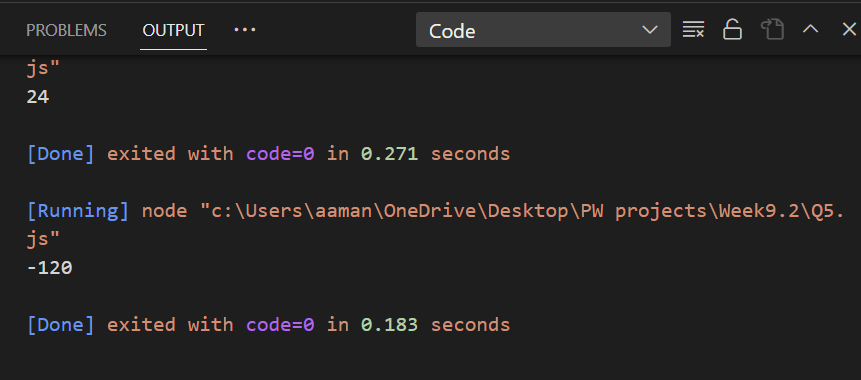 PROBLEMS OUTPUT ... Code
js"
24
[Done] exited with code=0 in 0.271 seconds
[Running] node "c:\Users\aaman\OneDrive\Desktop\PW projects\Week9.2\Q5.
js"
-120
[Done] exited with code=0 in 0.183 seconds